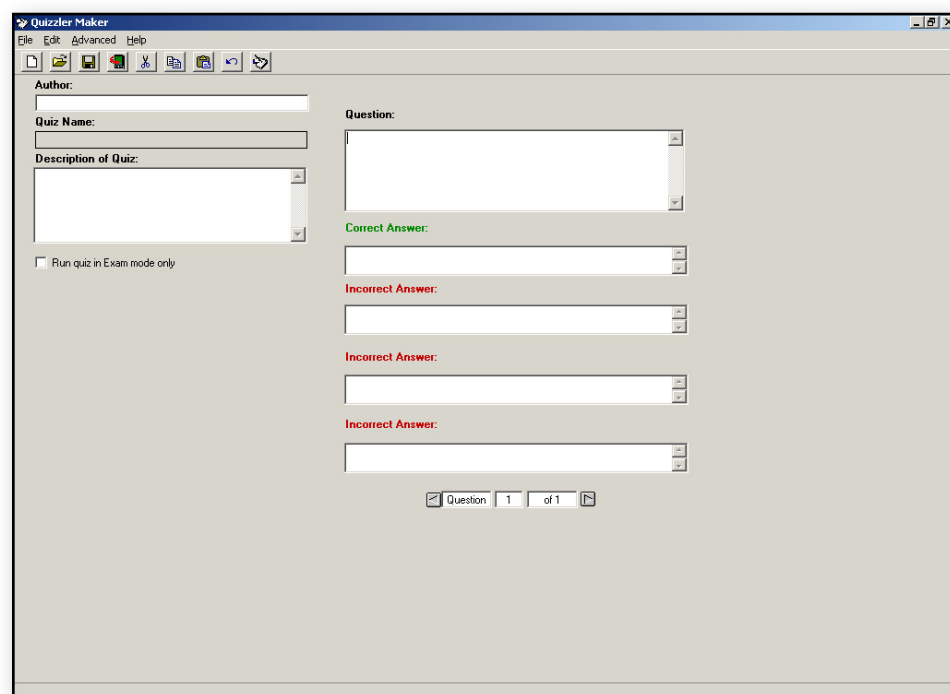 Quizzler Maker
File Edit Advanced Help
Author:
Quiz Name:
Description of Quiz:
Run quiz in Exam mode only
Question:
Correct Answer:
Incorrect Answer:
Incorrect Answer:
Incorrect Answer:
Question 1 of 1